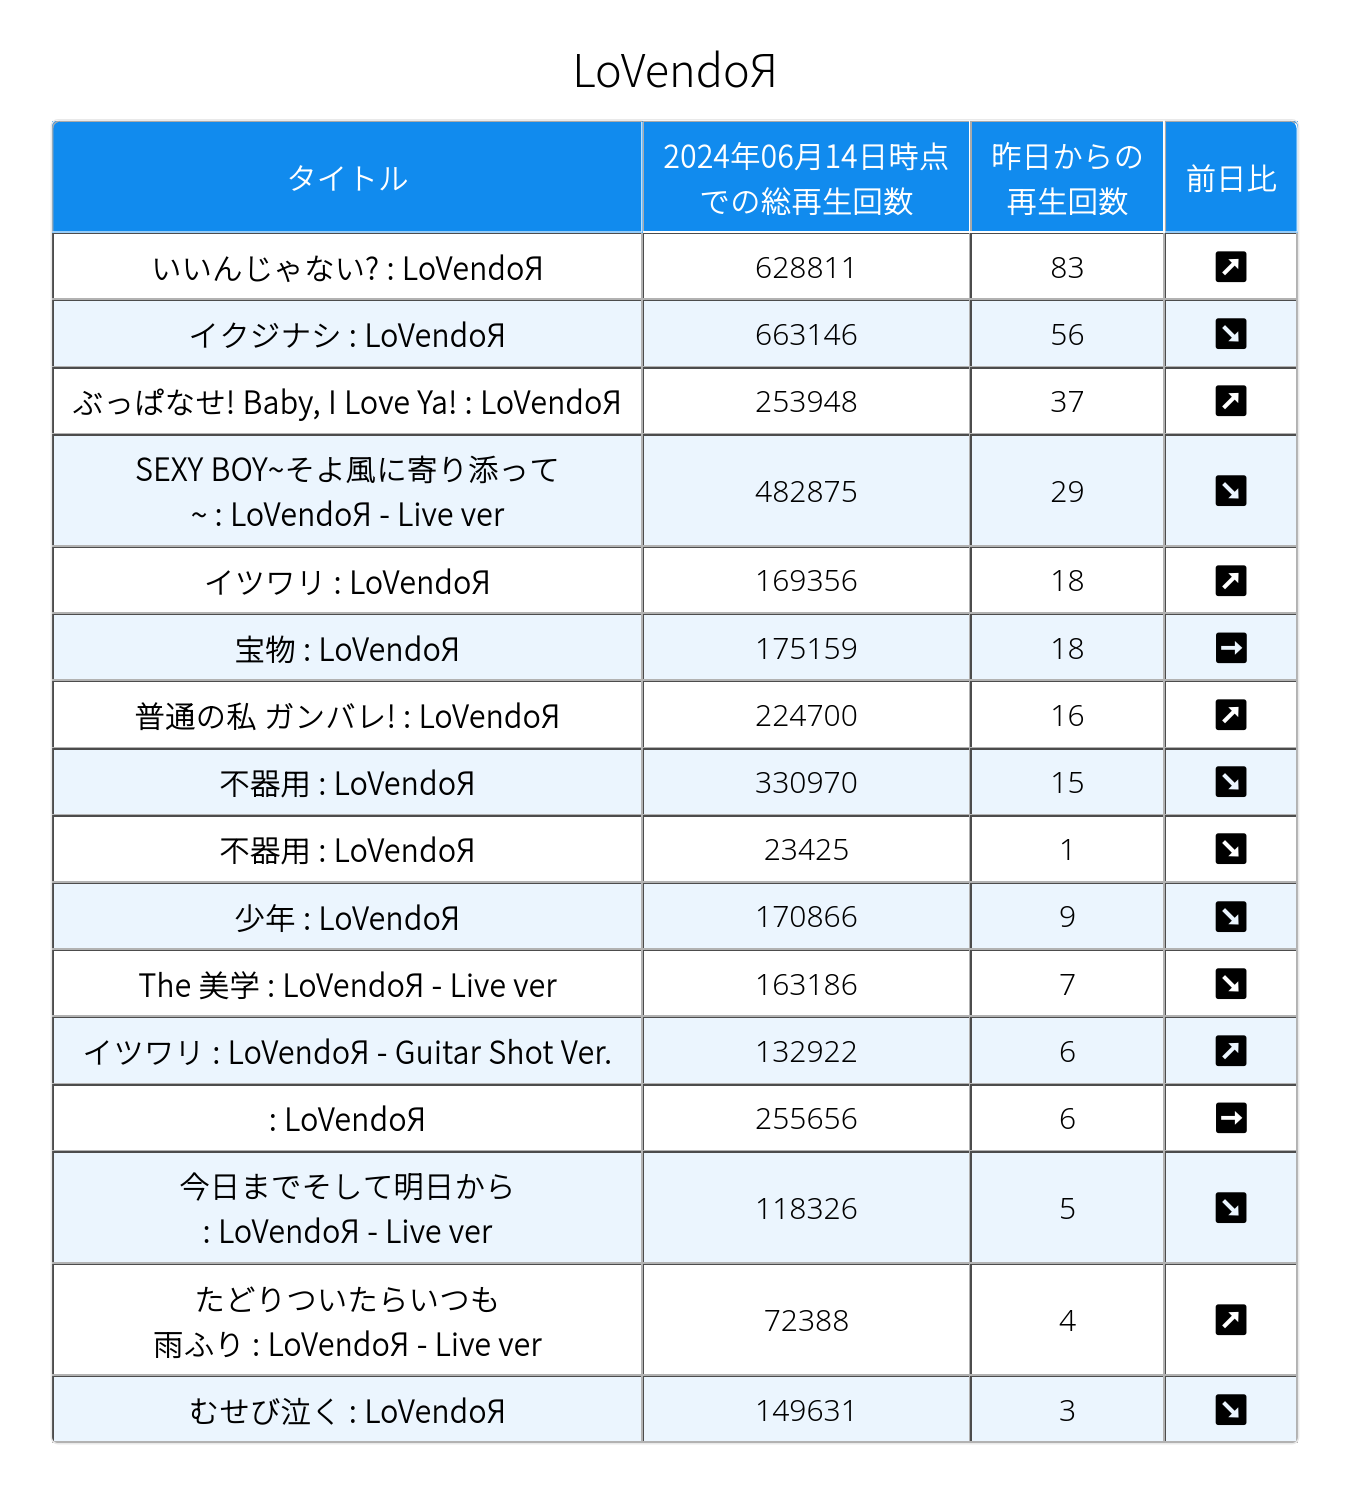 LoVendoЯ
タイトル
2024年06月14日時点
での総再生回数
昨日からの
再生回数
前日比
いいんじゃない? : LoVendoЯ 628811 83
イクジナシ : LoVendoЯ 663146 56
ぶっぱなせ! Baby, I Love Ya! : LoVendoЯ 253948 37
SEXY BOY~そよ風に寄り添って
~ : LoVendoЯ - Live ver 482875 29
イツワリ : LoVendoЯ 169356 18
宝物 : LoVendoЯ 175159 18
普通の私 ガンバレ! : LoVendoЯ 224700 16
不器用 : LoVendoЯ 330970 15
不器用 : LoVendoЯ 23425 1
少年 : LoVendoЯ 170866 9
The 美学 : LoVendoЯ - Live ver 163186 7
イツワリ : LoVendoЯ - Guitar Shot Ver. 132922 6
: LoVendoЯ 255656 6
今日までそして明日から
: LoVendoЯ - Live ver 118326 5
たどりついたらいつも
雨ふり : LoVendoЯ - Live ver 72388 4
むせび泣く : LoVendoЯ 149631 3